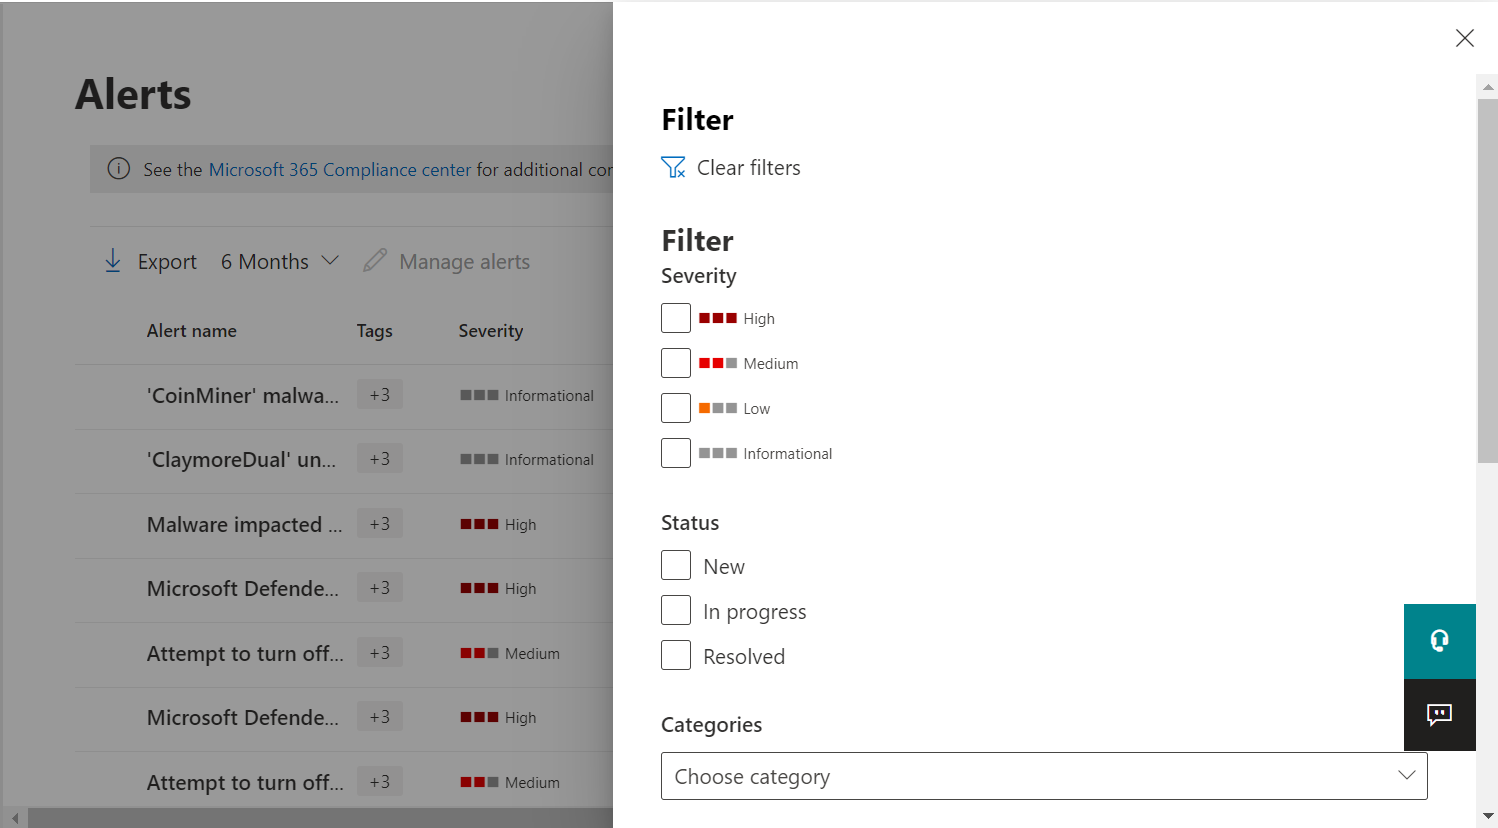 Alerts
See the Microsoft 365 Compliance center for additional cor
Export 6 Months Manage alerts
Alert name Tags Severity
'CoinMiner' malwa... +3 Informational
'ClaymoreDual' un... +3 Informational
Malware impacted ... +3 High
Microsoft Defende... +3 High
Attempt to turn off... +3 Medium
Microsoft Defende... +3 High
Attempt to turn off... +3 Medium
Filter
Clear filters
Filter
Severity
High
Medium
Low
Informational
Status
New
In progress
Resolved
Categories
Choose category